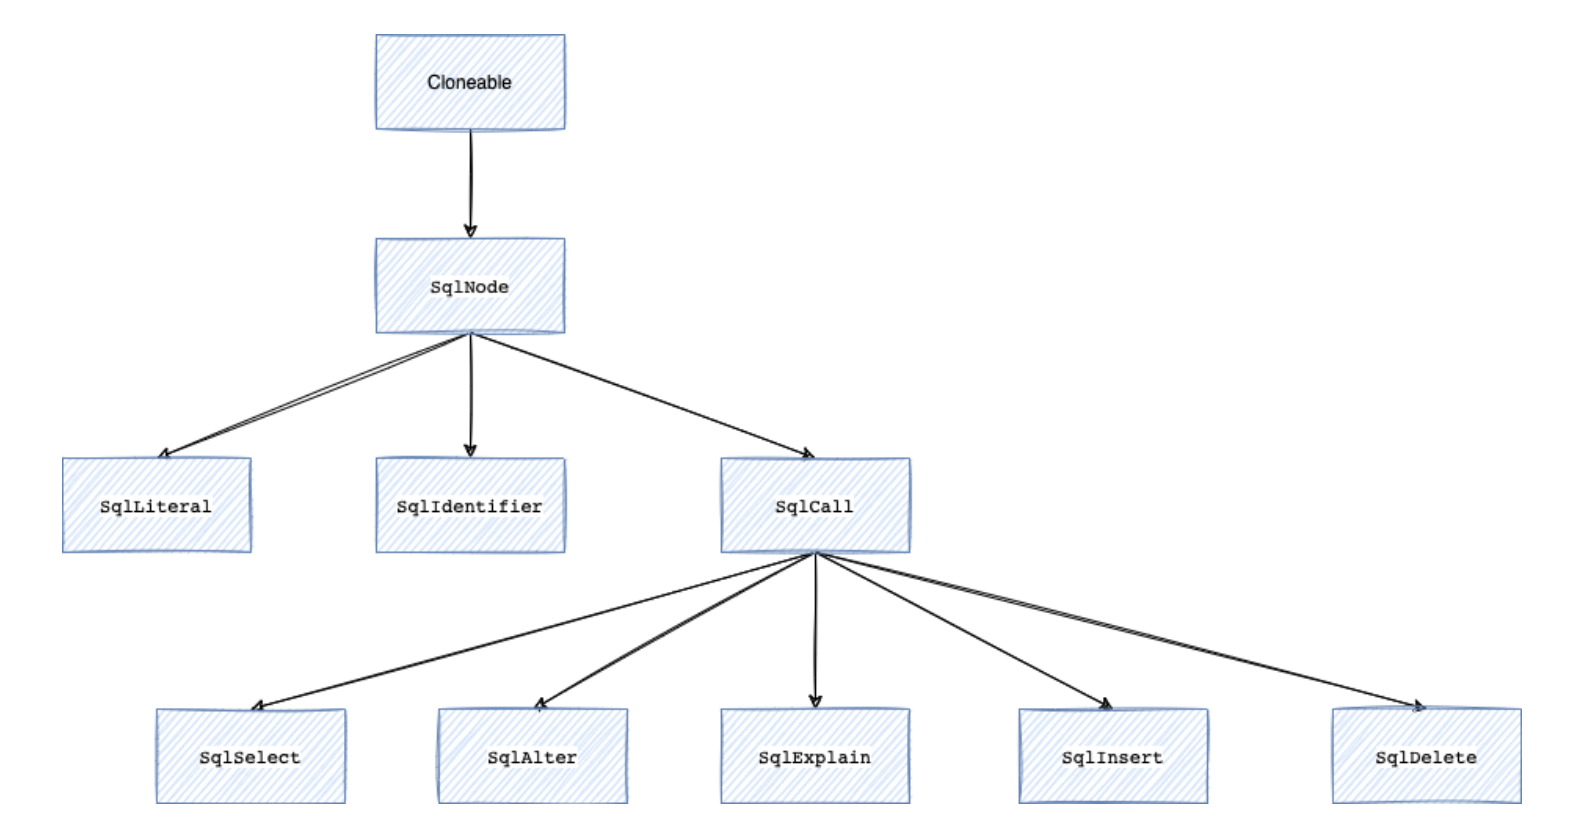 Cloneable
SqlNode
SqlLiteral
SqlIdentifier
SqlCall
SqlSelect
SqlAlter
SqlExplain
SqlInsert
SqlDelete